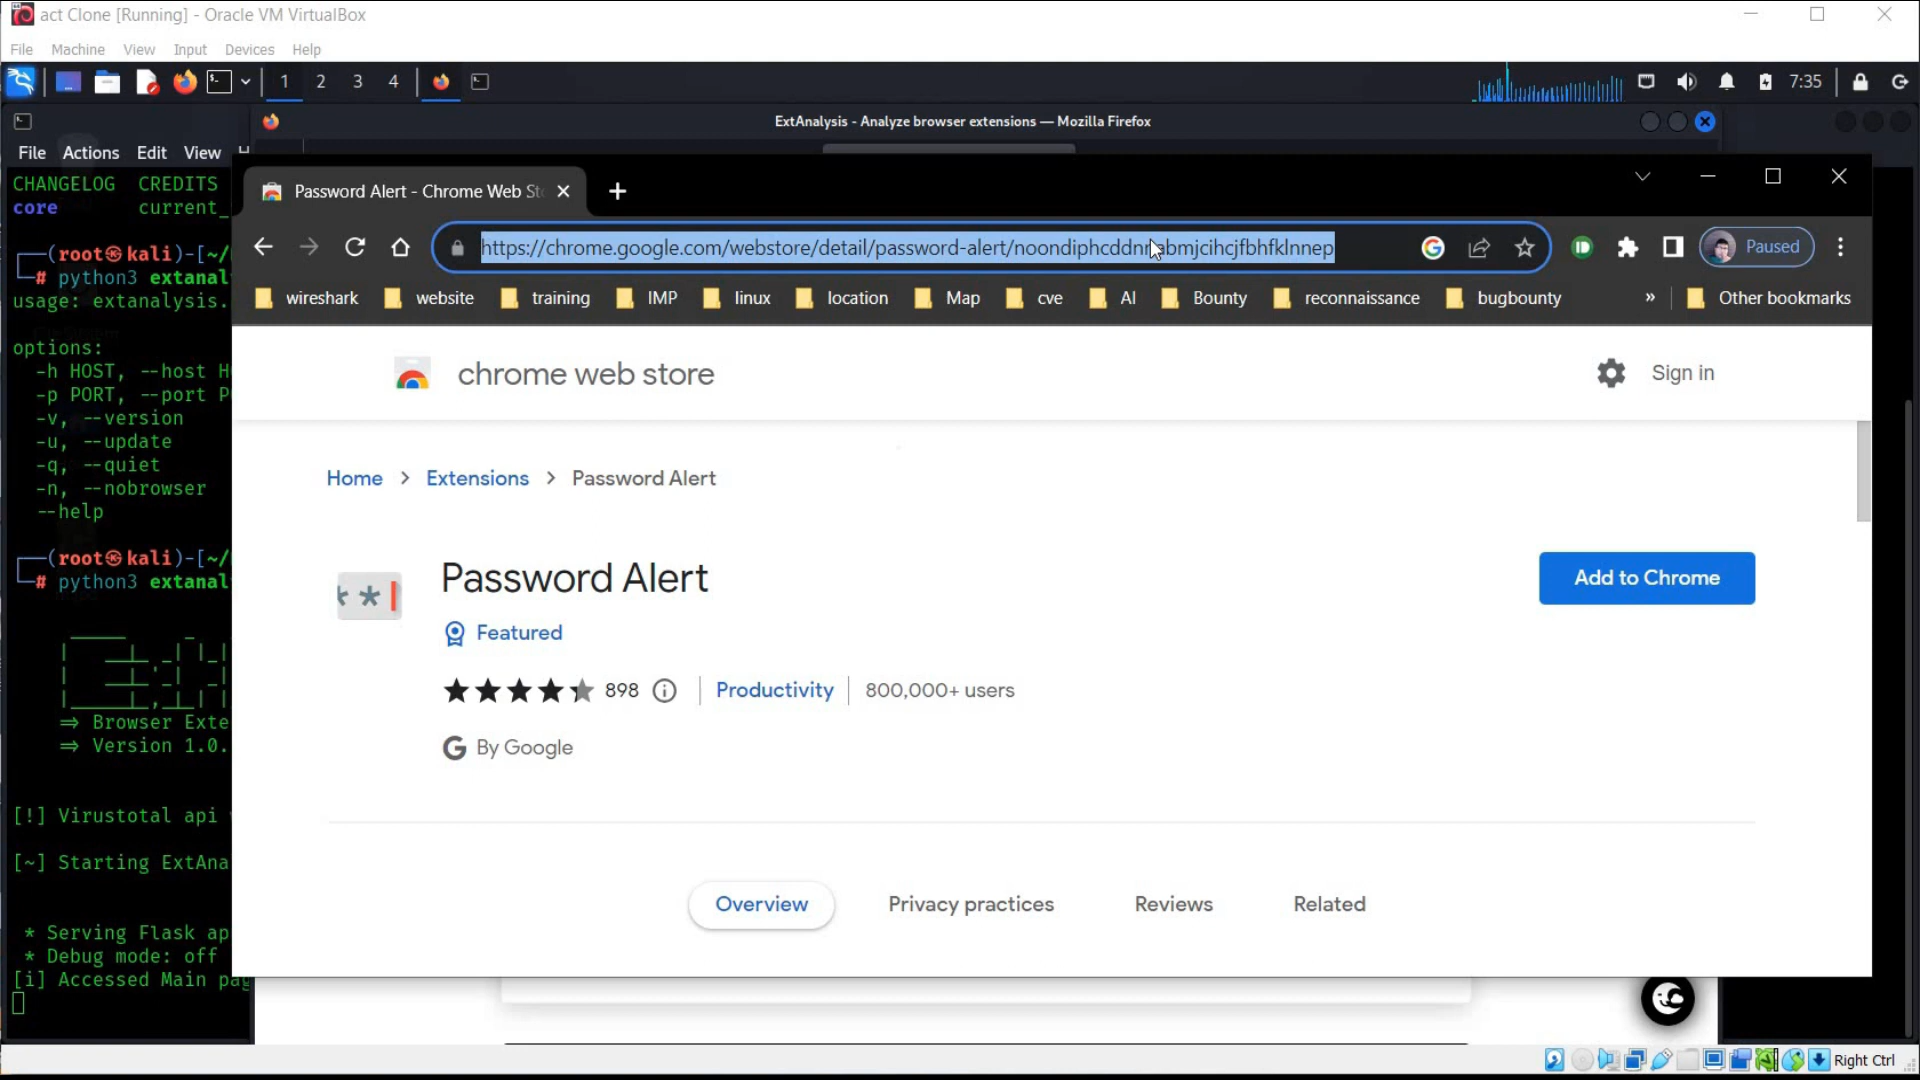 act Clone [Running] - Oracle VM VirtualBox
File Machine View Input Devices Help
1 2 3 4
7:35
ExtAnalysis - Analyze browser extensions — Mozilla Firefox
File Actions Edit View H
CHANGELOG CREDITS
core current_
(root㉿kali)-[~/
# python3 extanal
usage: extanalysis.
options:
-h HOST, --host H
-p PORT, --port P
-v, --version
-u, --update
-q, --quiet
-n, --nobrowser
--help
(root㉿kali)-[~/
# python3 extanal
⇒ Browser Exte
⇒ Version 1.0.
[!] Virustotal api
[~] Starting ExtAna
* Serving Flask ap
* Debug mode: off
[i] Accessed Main pag
Password Alert - Chrome Web St
https://chrome.google.com/webstore/detail/password-alert/
Paused
wireshark website training IMP linux location Map cve AI Bounty reconnaissance bugbounty » Other bookmarks
chrome web store
Sign in
Home > Extensions > Password Alert
Password Alert
Add to Chrome
Featured
898 Productivity 800,000+ users
By Google
Overview Privacy practices Reviews Related
Right Ctrl